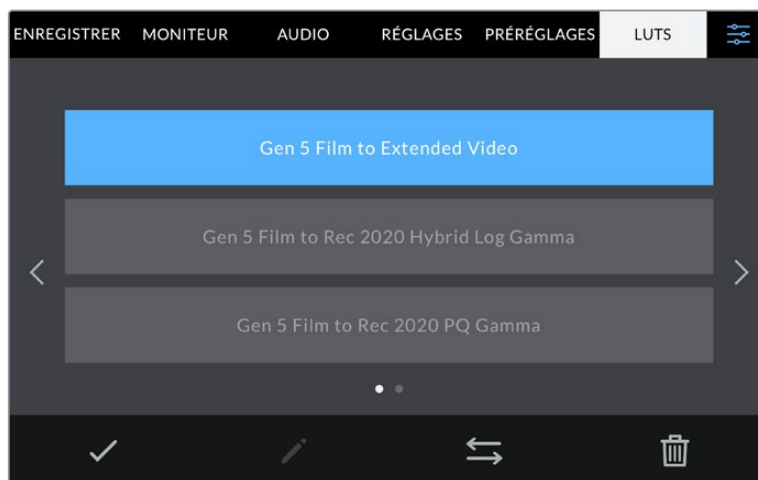 ENREGISTRER MONITEUR AUDIO RÉGLAGES PRÉRÉGLAGES LUTS
Gen 5 Film to Extended Video
Gen 5 Film to Rec 2020 Hybrid Log Gamma
Gen 5 Film to Rec 2020 PQ Gamma